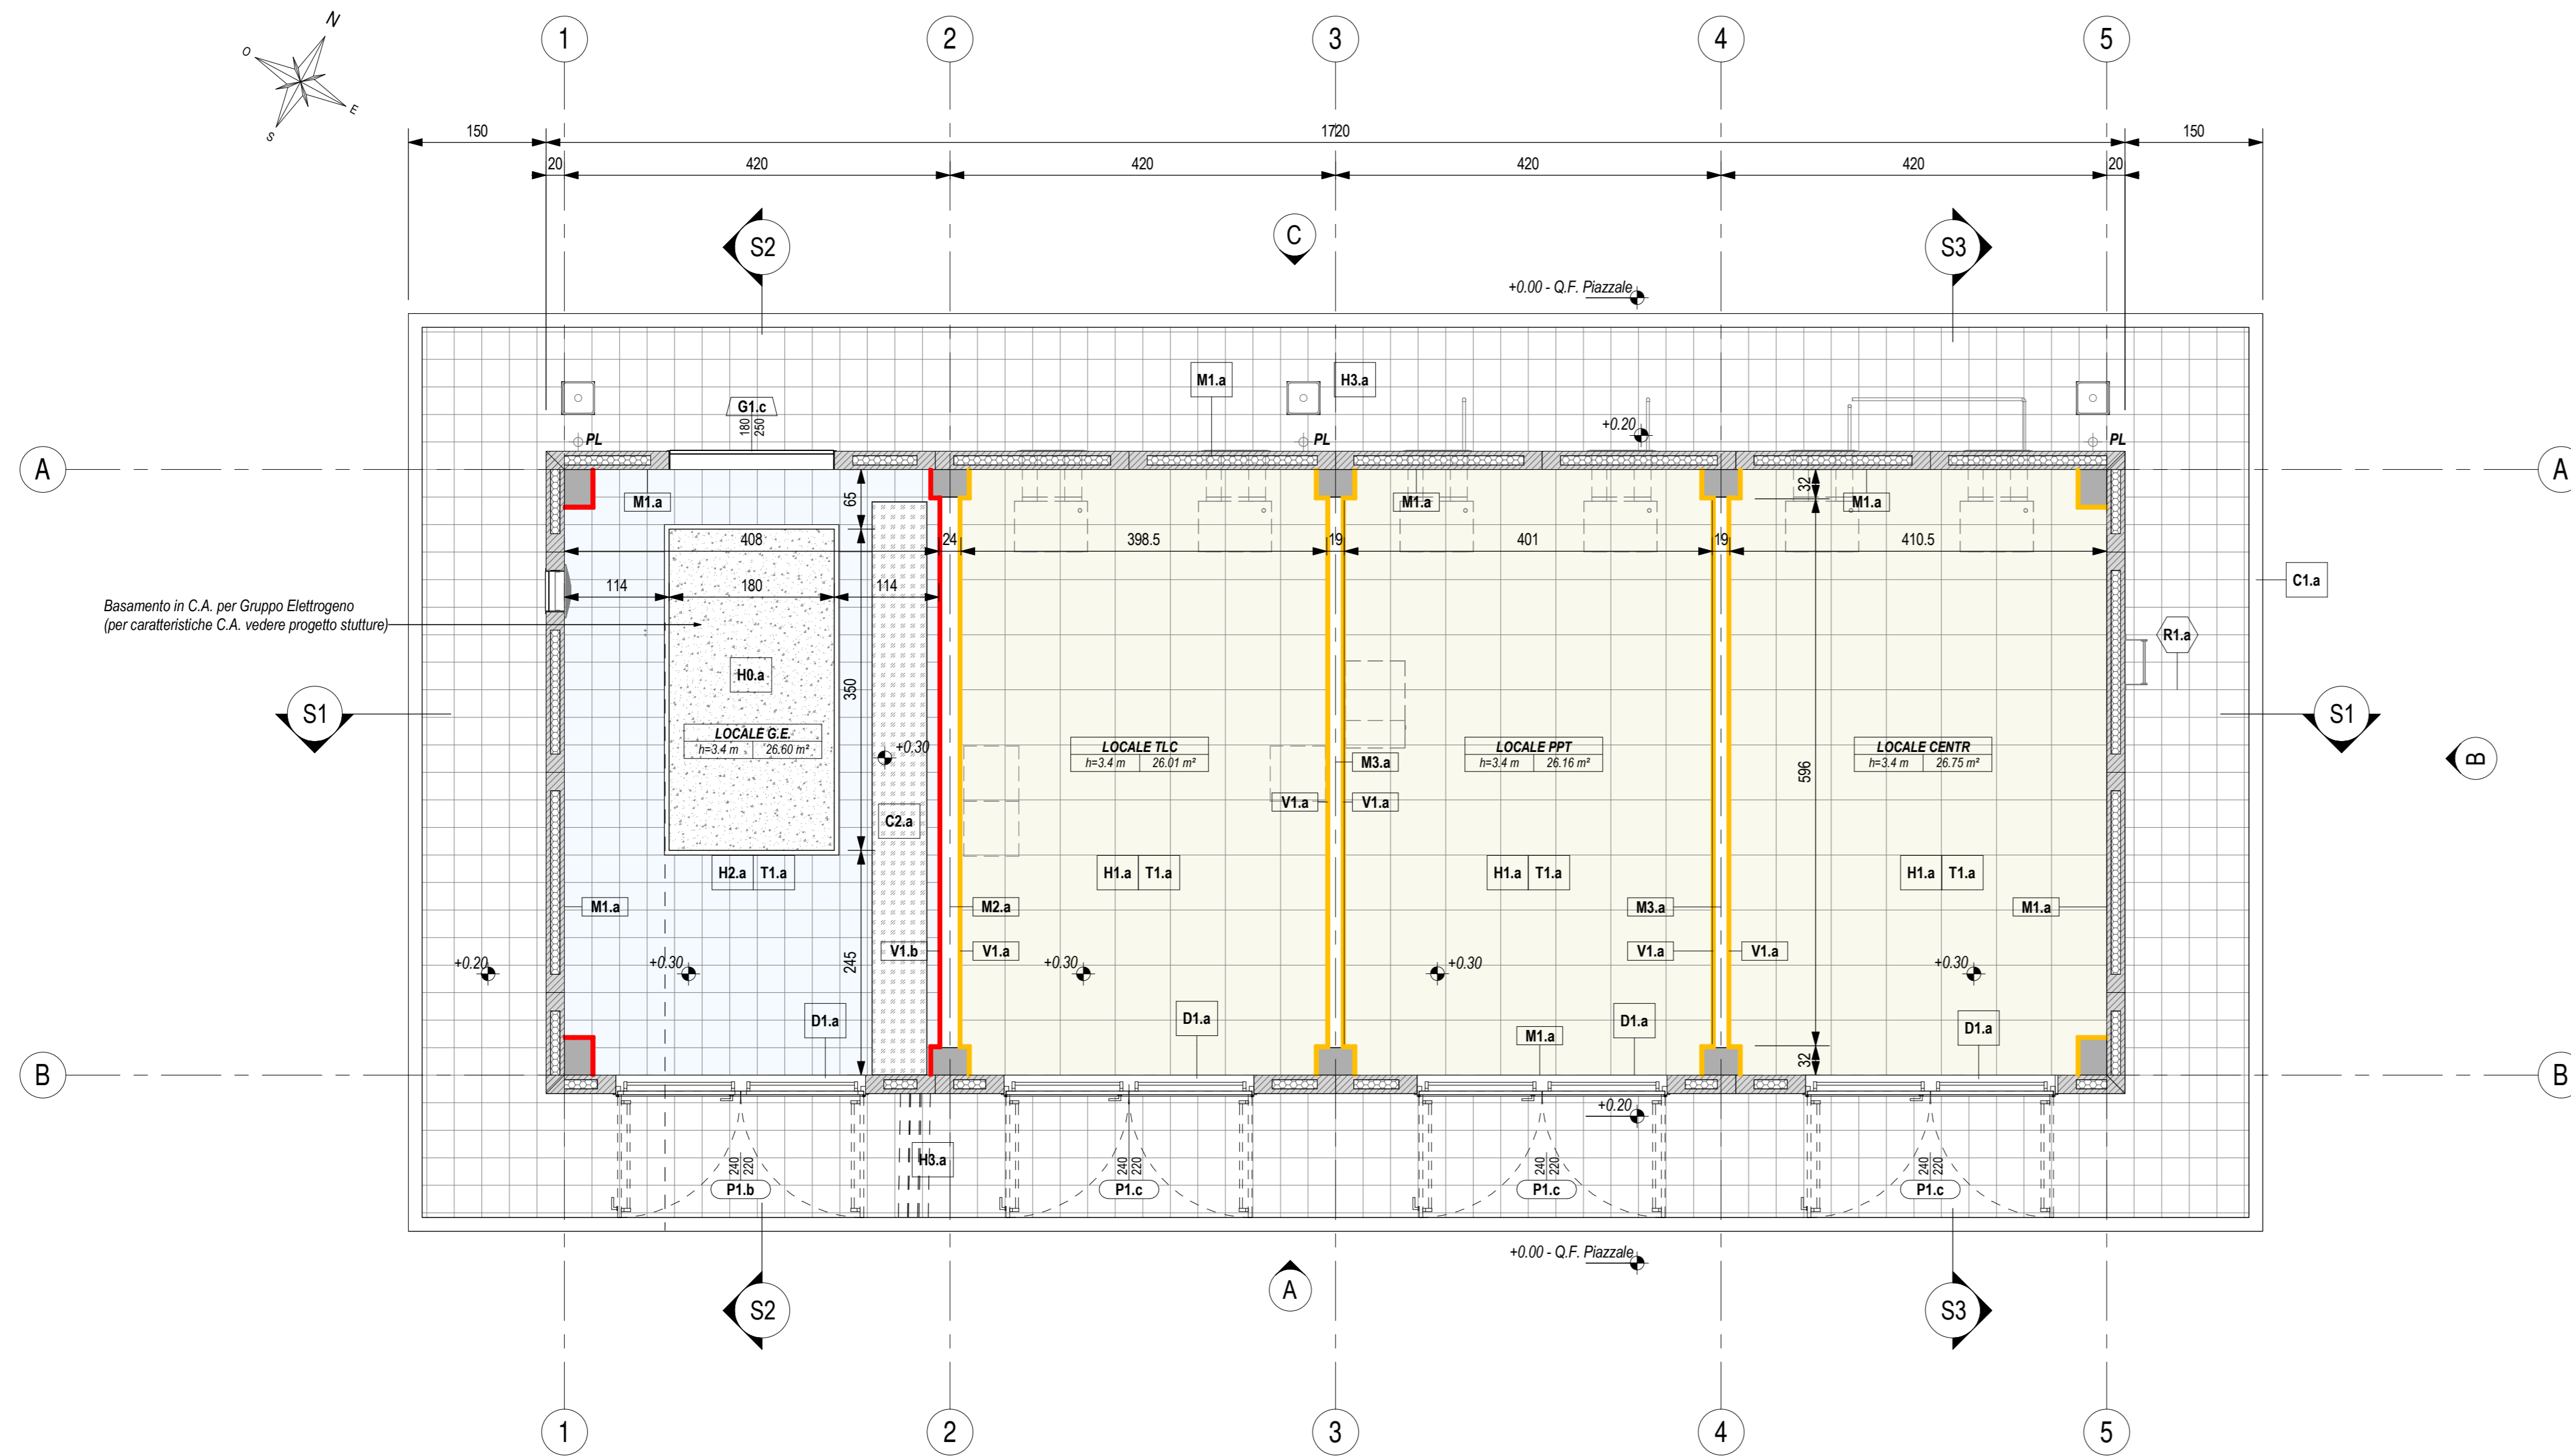 N
O
E
S
1
2
3
4
5
150
1720
150
20
420
420
420
420
20
S2
C
S3
+0.00 - Q.F. Piazzale
M1.a
H3.a
G1.c
180
250
+0.20
PL
PL
PL
A
A
M1.a
M1.a
M1.a
65
32
408
24
398.5
19
401
19
410.5
114
180
114
C1.a
Basamento in C.A. per Gruppo Elettrogeno
(per caratteristiche C.A. vedere progetto stutture)
R1.a
H0.a
350
S1
S1
LOCALE G.E.
h=3.4 m 26.60 m²
+0.30
LOCALE TLC
h=3.4 m 26.01 m²
M3.a
LOCALE PPT
h=3.4 m 26.16 m²
LOCALE CENTR
h=3.4 m 26.75 m²
596
B
V1.a
V1.a
C2.a
H2.a T1.a
H1.a T1.a
H1.a T1.a
H1.a T1.a
M1.a
M2.a
M3.a
M1.a
V1.b
V1.a
V1.a
V1.a
245
+0.20
+0.30
+0.30
+0.30
+0.30
D1.a
D1.a
D1.a
D1.a
M1.a
32
B
B
+0.20
H3.a
240
220
240
220
240
220
240
220
P1.b
P1.c
P1.c
P1.c
+0.00 - Q.F. Piazzale
S2
A
S3
1
2
3
4
5